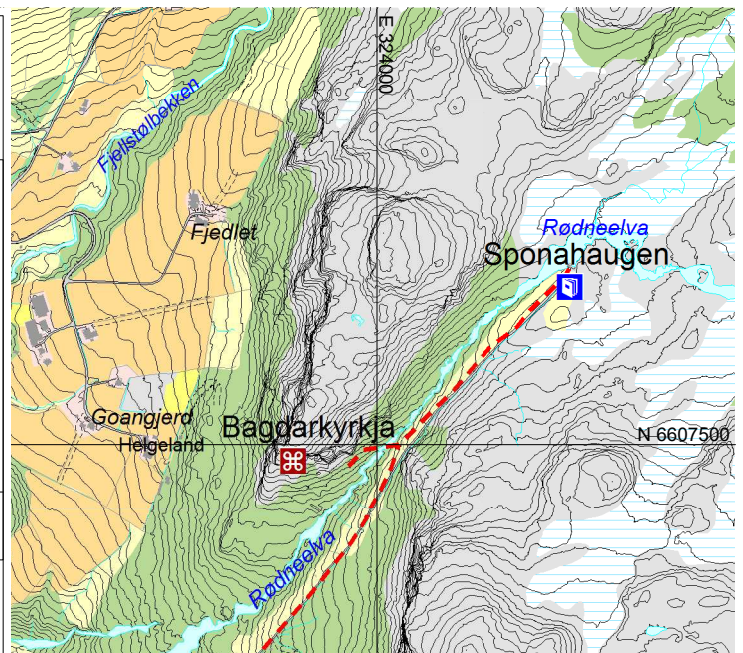 E 324000
Fjellstølbekken
Fjedlet
Rødneelva
Sponahaugen
Goangjerd
Bagdarkyrkja
Helgeland
N 6607500
Rødneelva